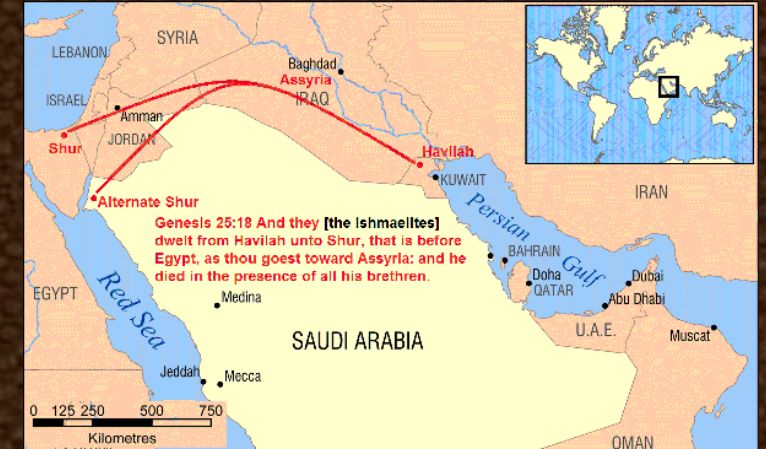 SYRIA
LEBANON
Baghdad
Assyria
IRAQ
ISRAEL
Amman
JORDAN
Shur
Havilah
KUWAIT
Alternate Shur
IRAN
Genesis 25:18 And they [the Ishmaelites]
dwelt from Havilah unto Shur, that is before
Egypt, as thou goest toward Assyria: and he
died in the presence of all his brethren.
Persian
Gulf
BAHRAIN
Doha
QATAR
Dubai
Abu Dhabi
U.A.E.
Muscat
EGYPT
Red Sea
Medina
SAUDI ARABIA
Jeddah
Mecca
0 125 250 500 750
Kilometres
OMAN